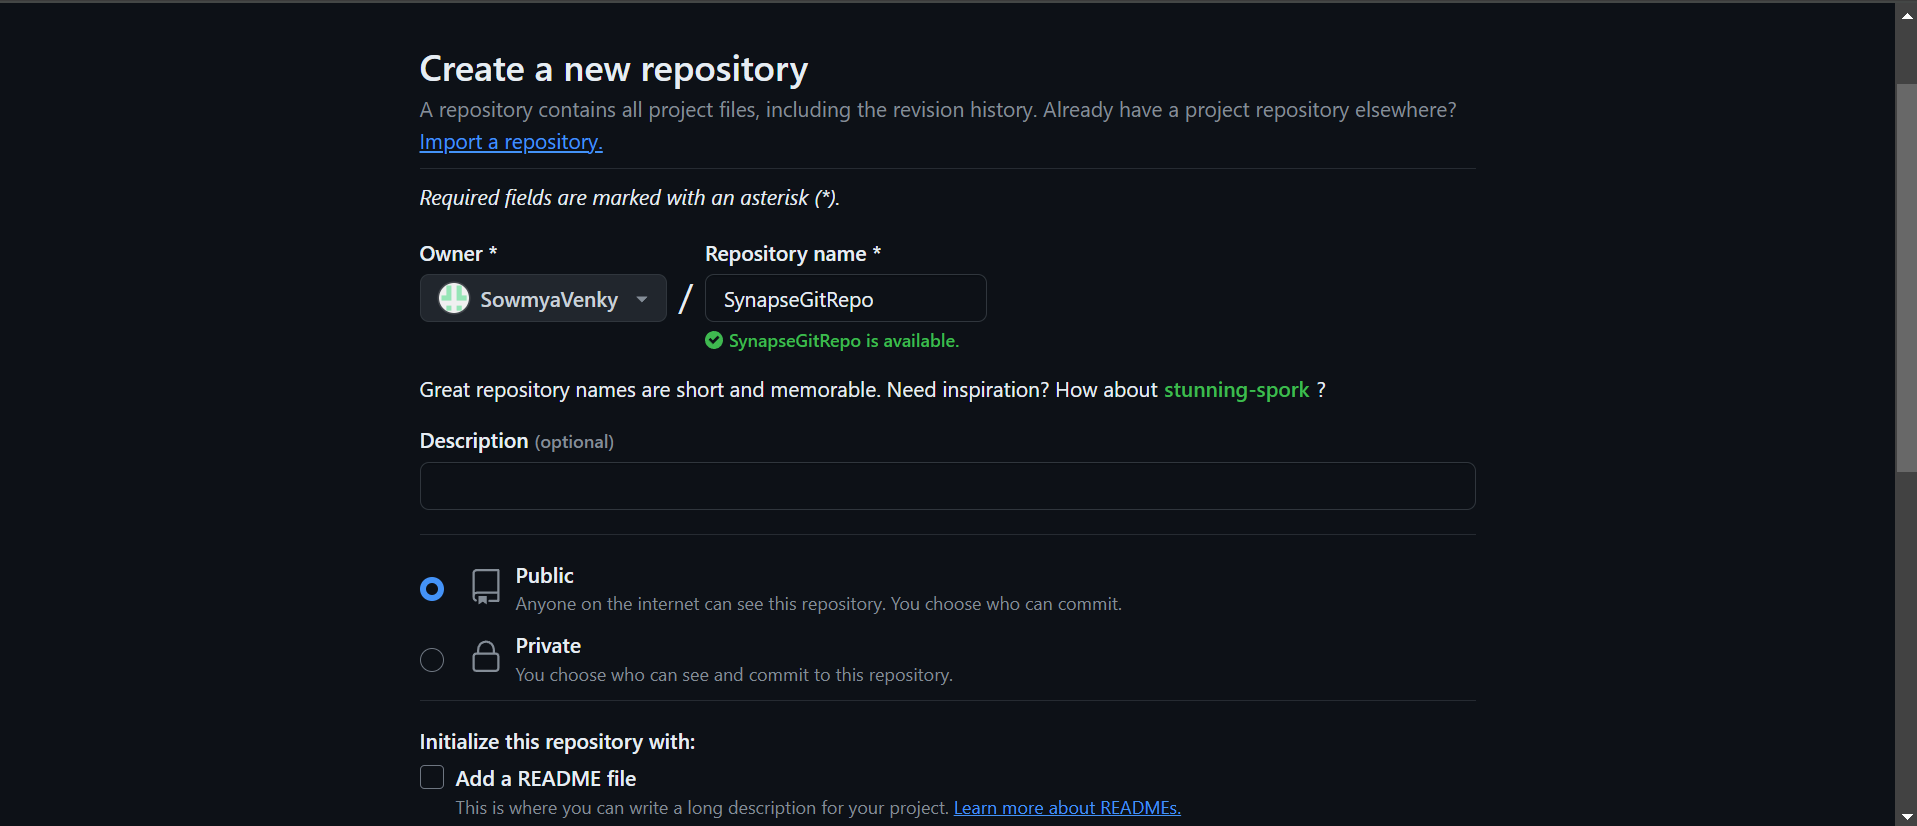 Create a new repository
A repository contains all project files, including the revision history. Already have a project repository elsewhere?
Import a repository.
Required fields are marked with an asterisk (*).
Owner *
Repository name *
SowmyaVenky
/
SynapseGitRepo
SynapseGitRepo is available.
Great repository names are short and memorable. Need inspiration? How about stunning-spork ?
Description (optional)
Public
Anyone on the internet can see this repository. You choose who can commit.
Private
You choose who can see and commit to this repository.
Initialize this repository with:
Add a README file
This is where you can write a long description for your project. Learn more about READMEs.